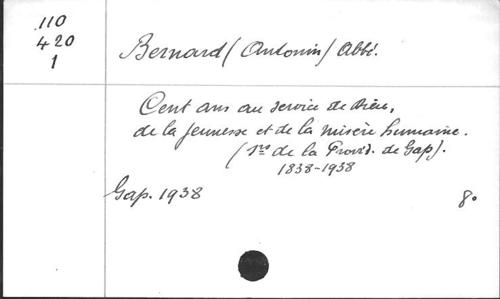 110
420
1
Bernard (Antonin) Abbé.
Cent ans au service de Dieu,
de la jeunesse et de la misère humaine.
(Srs de la Provid. de Gap).
1838-1938
Gap. 1938
8°